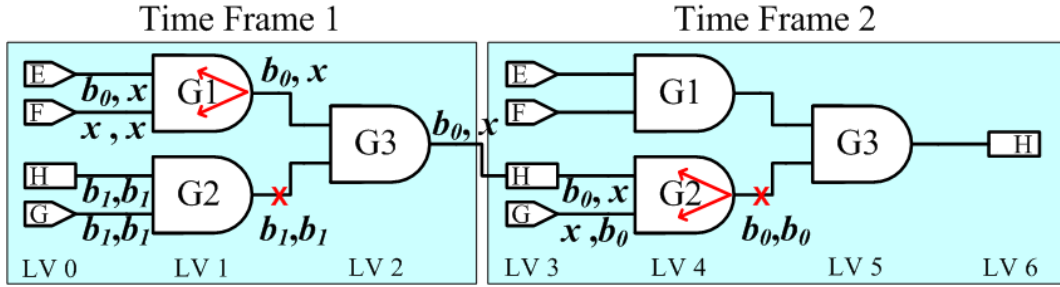 Time Frame 1
Time Frame 2
E
b₀, x
F
x , x
G1
b₀, x
H
b₁,b₁
G
b₁,b₁
G2
x
b₁,b₁
G3
b₀, x
LV 0
LV 1
LV 2
E
F
G1
H
b₀, x
G
x ,b₀
G2
x
b₀,b₀
G3
H
LV 3
LV 4
LV 5
LV 6